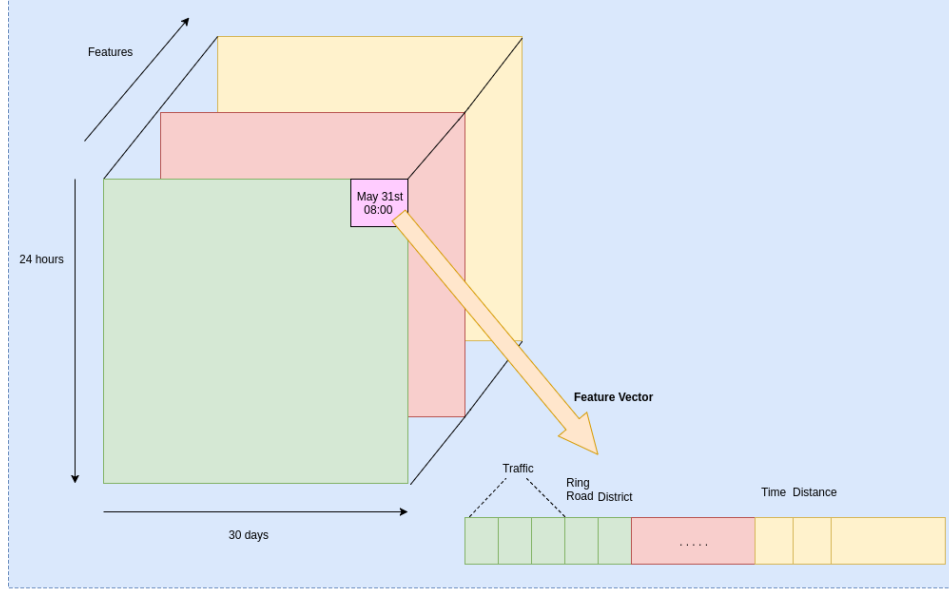 Features
May 31st
08:00
24 hours
30 days
Feature Vector
Traffic
Ring
Road
District
Time
Distance
.....